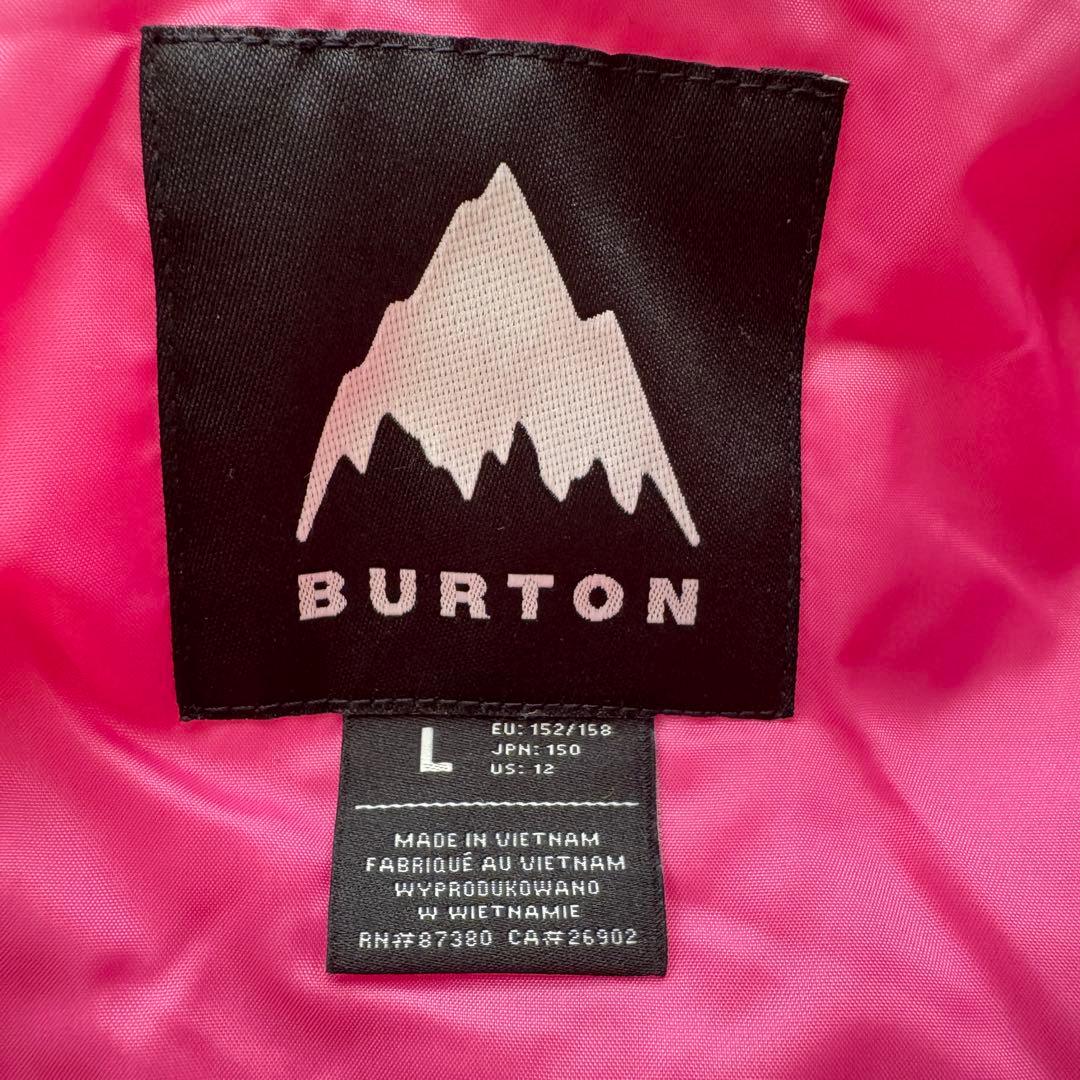 BURTON
L
EU: 152/158
JPN: 150
US: 12
MADE IN VIETNAM
FABRIQUÉ AU VIETNAM
WYPRODUKOWANO
W WIETNAMIE
RN#87380 CA#26902